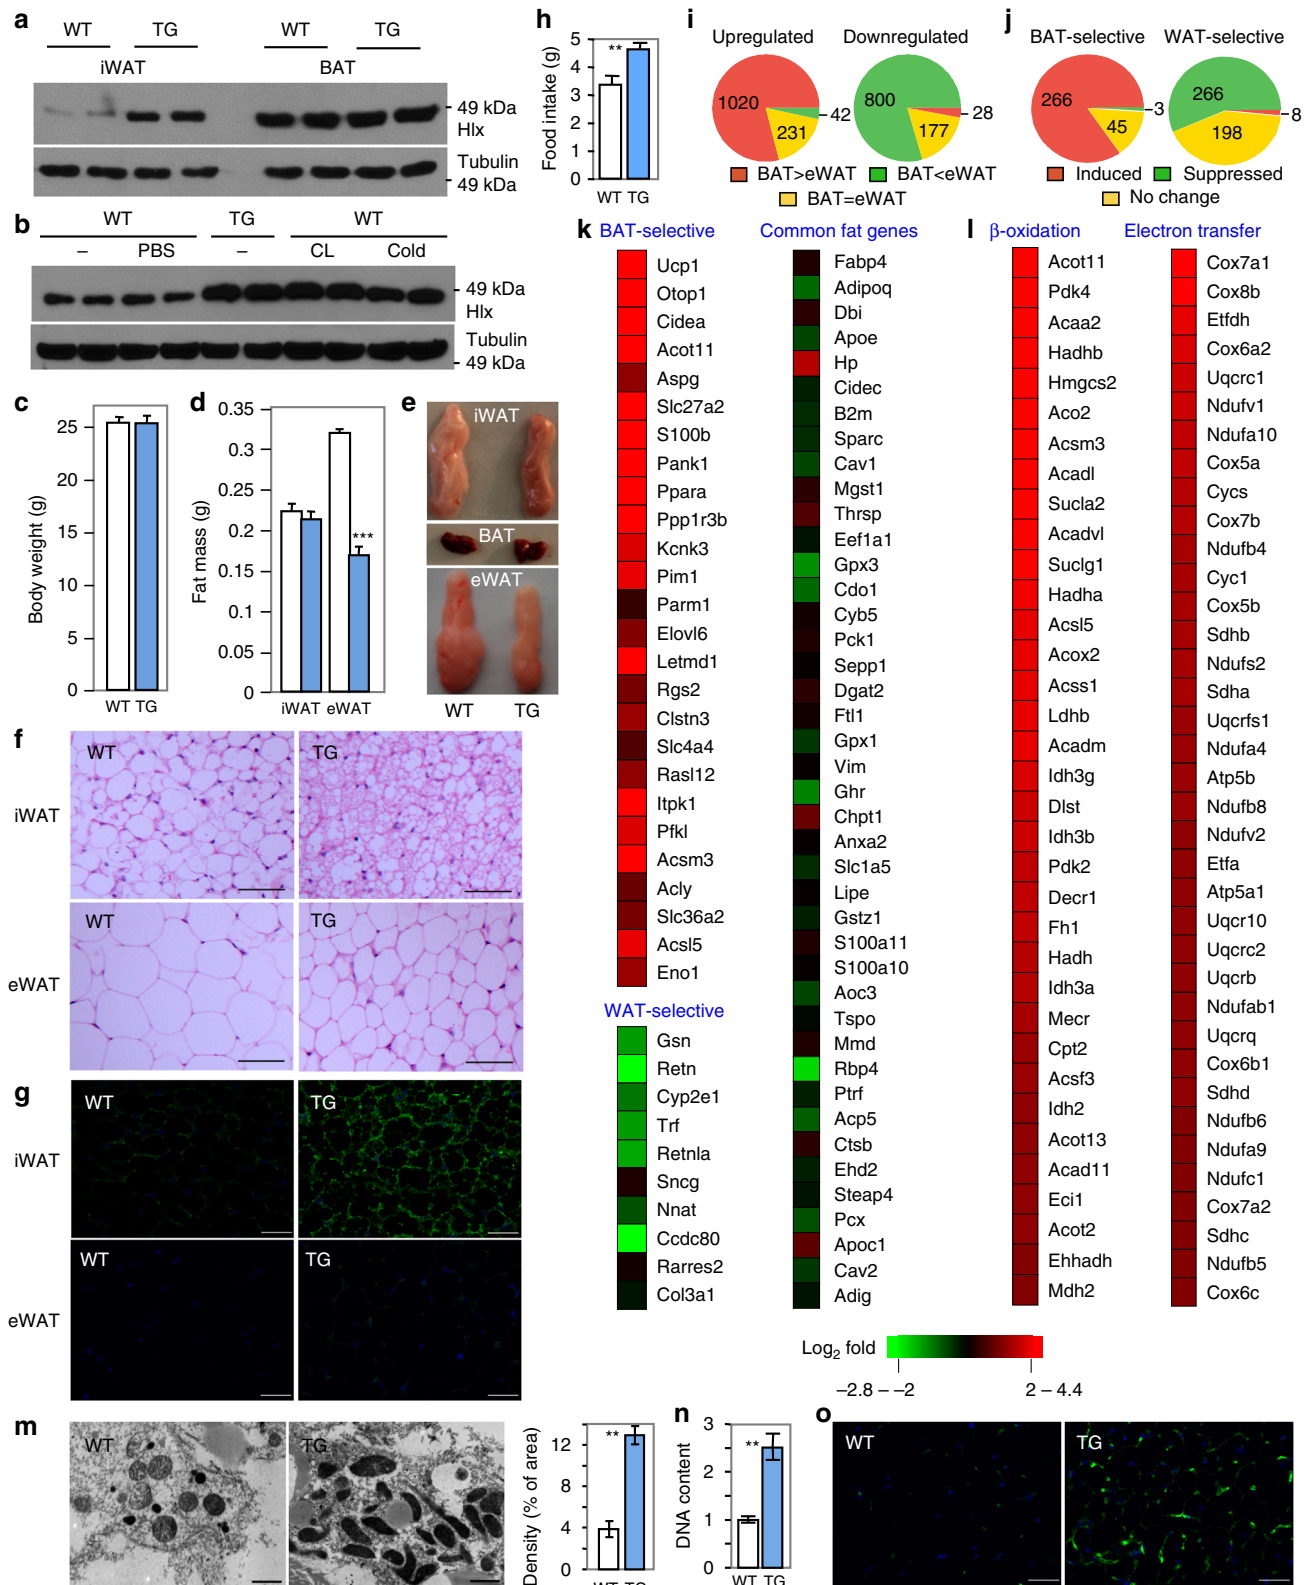 a
WT TG WT TG
iWAT BAT
49 kDa
Hlx
Tubulin
49 kDa
b
WT TG WT
– PBS – CL Cold
49 kDa
Hlx
Tubulin
49 kDa
c
Body weight (g)
25
20
15
10
5
0
WT TG
d
Fat mass (g)
0.35
0.3
0.25
0.2
0.15
0.1
0.05
0
***
iWAT eWAT
e
iWAT
BAT
eWAT
WT TG
f
WT TG
iWAT
WT TG
eWAT
g
WT TG
iWAT
WT TG
eWAT
h
Food intake (g)
5
4
3
2
1
0
**
WT TG
i
Upregulated Downregulated
1020 42 231
800 28 177
BAT>eWAT BAT<eWAT
BAT=eWAT
j
BAT-selective WAT-selective
266 3 45
266 8 198
Induced Suppressed
No change
k
BAT-selective
Ucp1
Otop1
Cidea
Acot11
Aspg
Slc27a2
S100b
Pank1
Ppara
Ppp1r3b
Kcnk3
Pim1
Parm1
Elovl6
Letmd1
Rgs2
Clstn3
Slc4a4
Rasl12
Itpk1
Pfkl
Acsm3
Acly
Slc36a2
Acsl5
Eno1
WAT-selective
Gsn
Retn
Cyp2e1
Trf
Retnla
Sncg
Nnat
Ccdc80
Rarres2
Col3a1
Common fat genes
Fabp4
Adipoq
Dbi
Apoe
Hp
Cidec
B2m
Sparc
Cav1
Mgst1
Thrsp
Eef1a1
Gpx3
Cdo1
Cyb5
Pck1
Sepp1
Dgat2
Ftl1
Gpx1
Vim
Ghr
Chpt1
Anxa2
Slc1a5
Lipe
Gstz1
S100a11
S100a10
Aoc3
Tspo
Mmd
Rbp4
Ptrf
Acp5
Ctsb
Ehd2
Steap4
Pcx
Apoc1
Cav2
Adig
l
β-oxidation
Acot11
Pdk4
Acaa2
Hadhb
Hmgcs2
Aco2
Acsm3
Acadl
Sucla2
Acadvl
Suclg1
Hadha
Acsl5
Acox2
Acss1
Ldhb
Acadm
Idh3g
Dlst
Idh3b
Pdk2
Decr1
Fh1
Hadh
Idh3a
Mecr
Cpt2
Acsf3
Idh2
Acot13
Acad11
Eci1
Acot2
Ehhadh
Mdh2
Electron transfer
Cox7a1
Cox8b
Etfdh
Cox6a2
Uqcrc1
Ndufv1
Ndufa10
Cox5a
Cycs
Cox7b
Ndufb4
Cyc1
Cox5b
Sdhb
Ndufs2
Sdha
Uqcrfs1
Ndufa4
Atp5b
Ndufb8
Ndufv2
Etfa
Atp5a1
Uqcr10
Uqcrc2
Uqcrb
Ndufab1
Uqcrq
Cox6b1
Sdhd
Ndufb6
Ndufa9
Ndufc1
Cox7a2
Sdhc
Ndufb5
Cox6c
Log2 fold
–2.8 – –2 2 – 4.4
m
WT TG
Density (% of area)
12
8
4
0
**
WT TG
n
DNA content
3
2
1
0
**
WT TG
o
WT TG